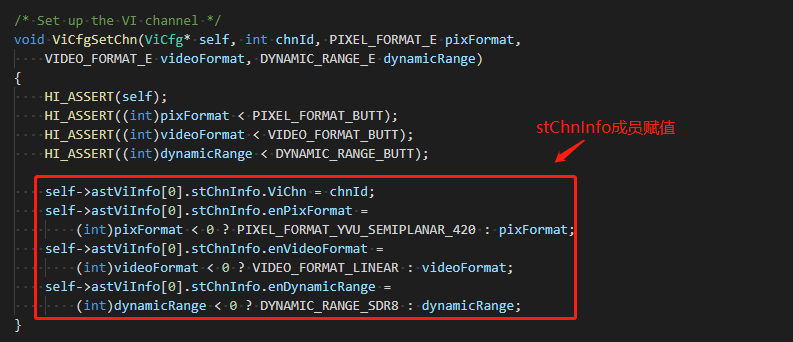 /* Set up the VI channel */
void ViCfgSetChn(ViCfg* self, int chnId, PIXEL_FORMAT_E pixFormat,
    VIDEO_FORMAT_E videoFormat, DYNAMIC_RANGE_E dynamicRange)
{
    HI_ASSERT(self);
    HI_ASSERT((int)pixFormat < PIXEL_FORMAT_BUTT);
    HI_ASSERT((int)videoFormat < VIDEO_FORMAT_BUTT);
    HI_ASSERT((int)dynamicRange < DYNAMIC_RANGE_BUTT);
stChnInfo成员赋值
    self->astViInfo[0].stChnInfo.ViChn = chnId;
    self->astViInfo[0].stChnInfo.enPixFormat =
        (int)pixFormat < 0 ? PIXEL_FORMAT_YVU_SEMIPLANAR_420 : pixFormat;
    self->astViInfo[0].stChnInfo.enVideoFormat =
        (int)videoFormat < 0 ? VIDEO_FORMAT_LINEAR : videoFormat;
    self->astViInfo[0].stChnInfo.enDynamicRange =
        (int)dynamicRange < 0 ? DYNAMIC_RANGE_SDR8 : dynamicRange;
}